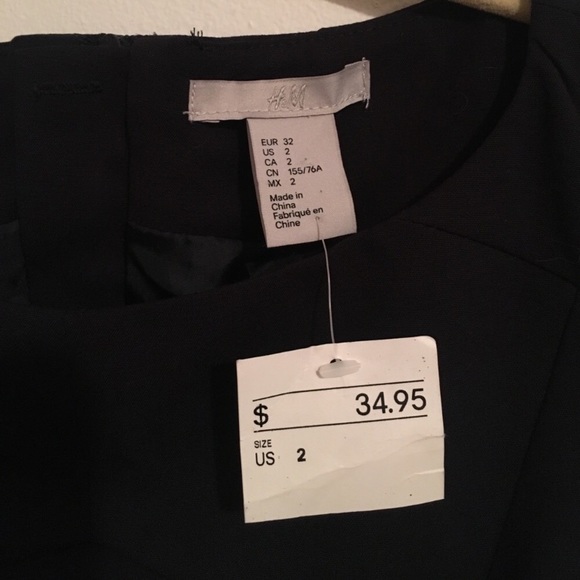 H&M
EUR 32
US 2
CA 2
CN 155/76A
MX 2
Made in
China
Fabriqué en
Chine
$ 34.95
SIZE
US 2